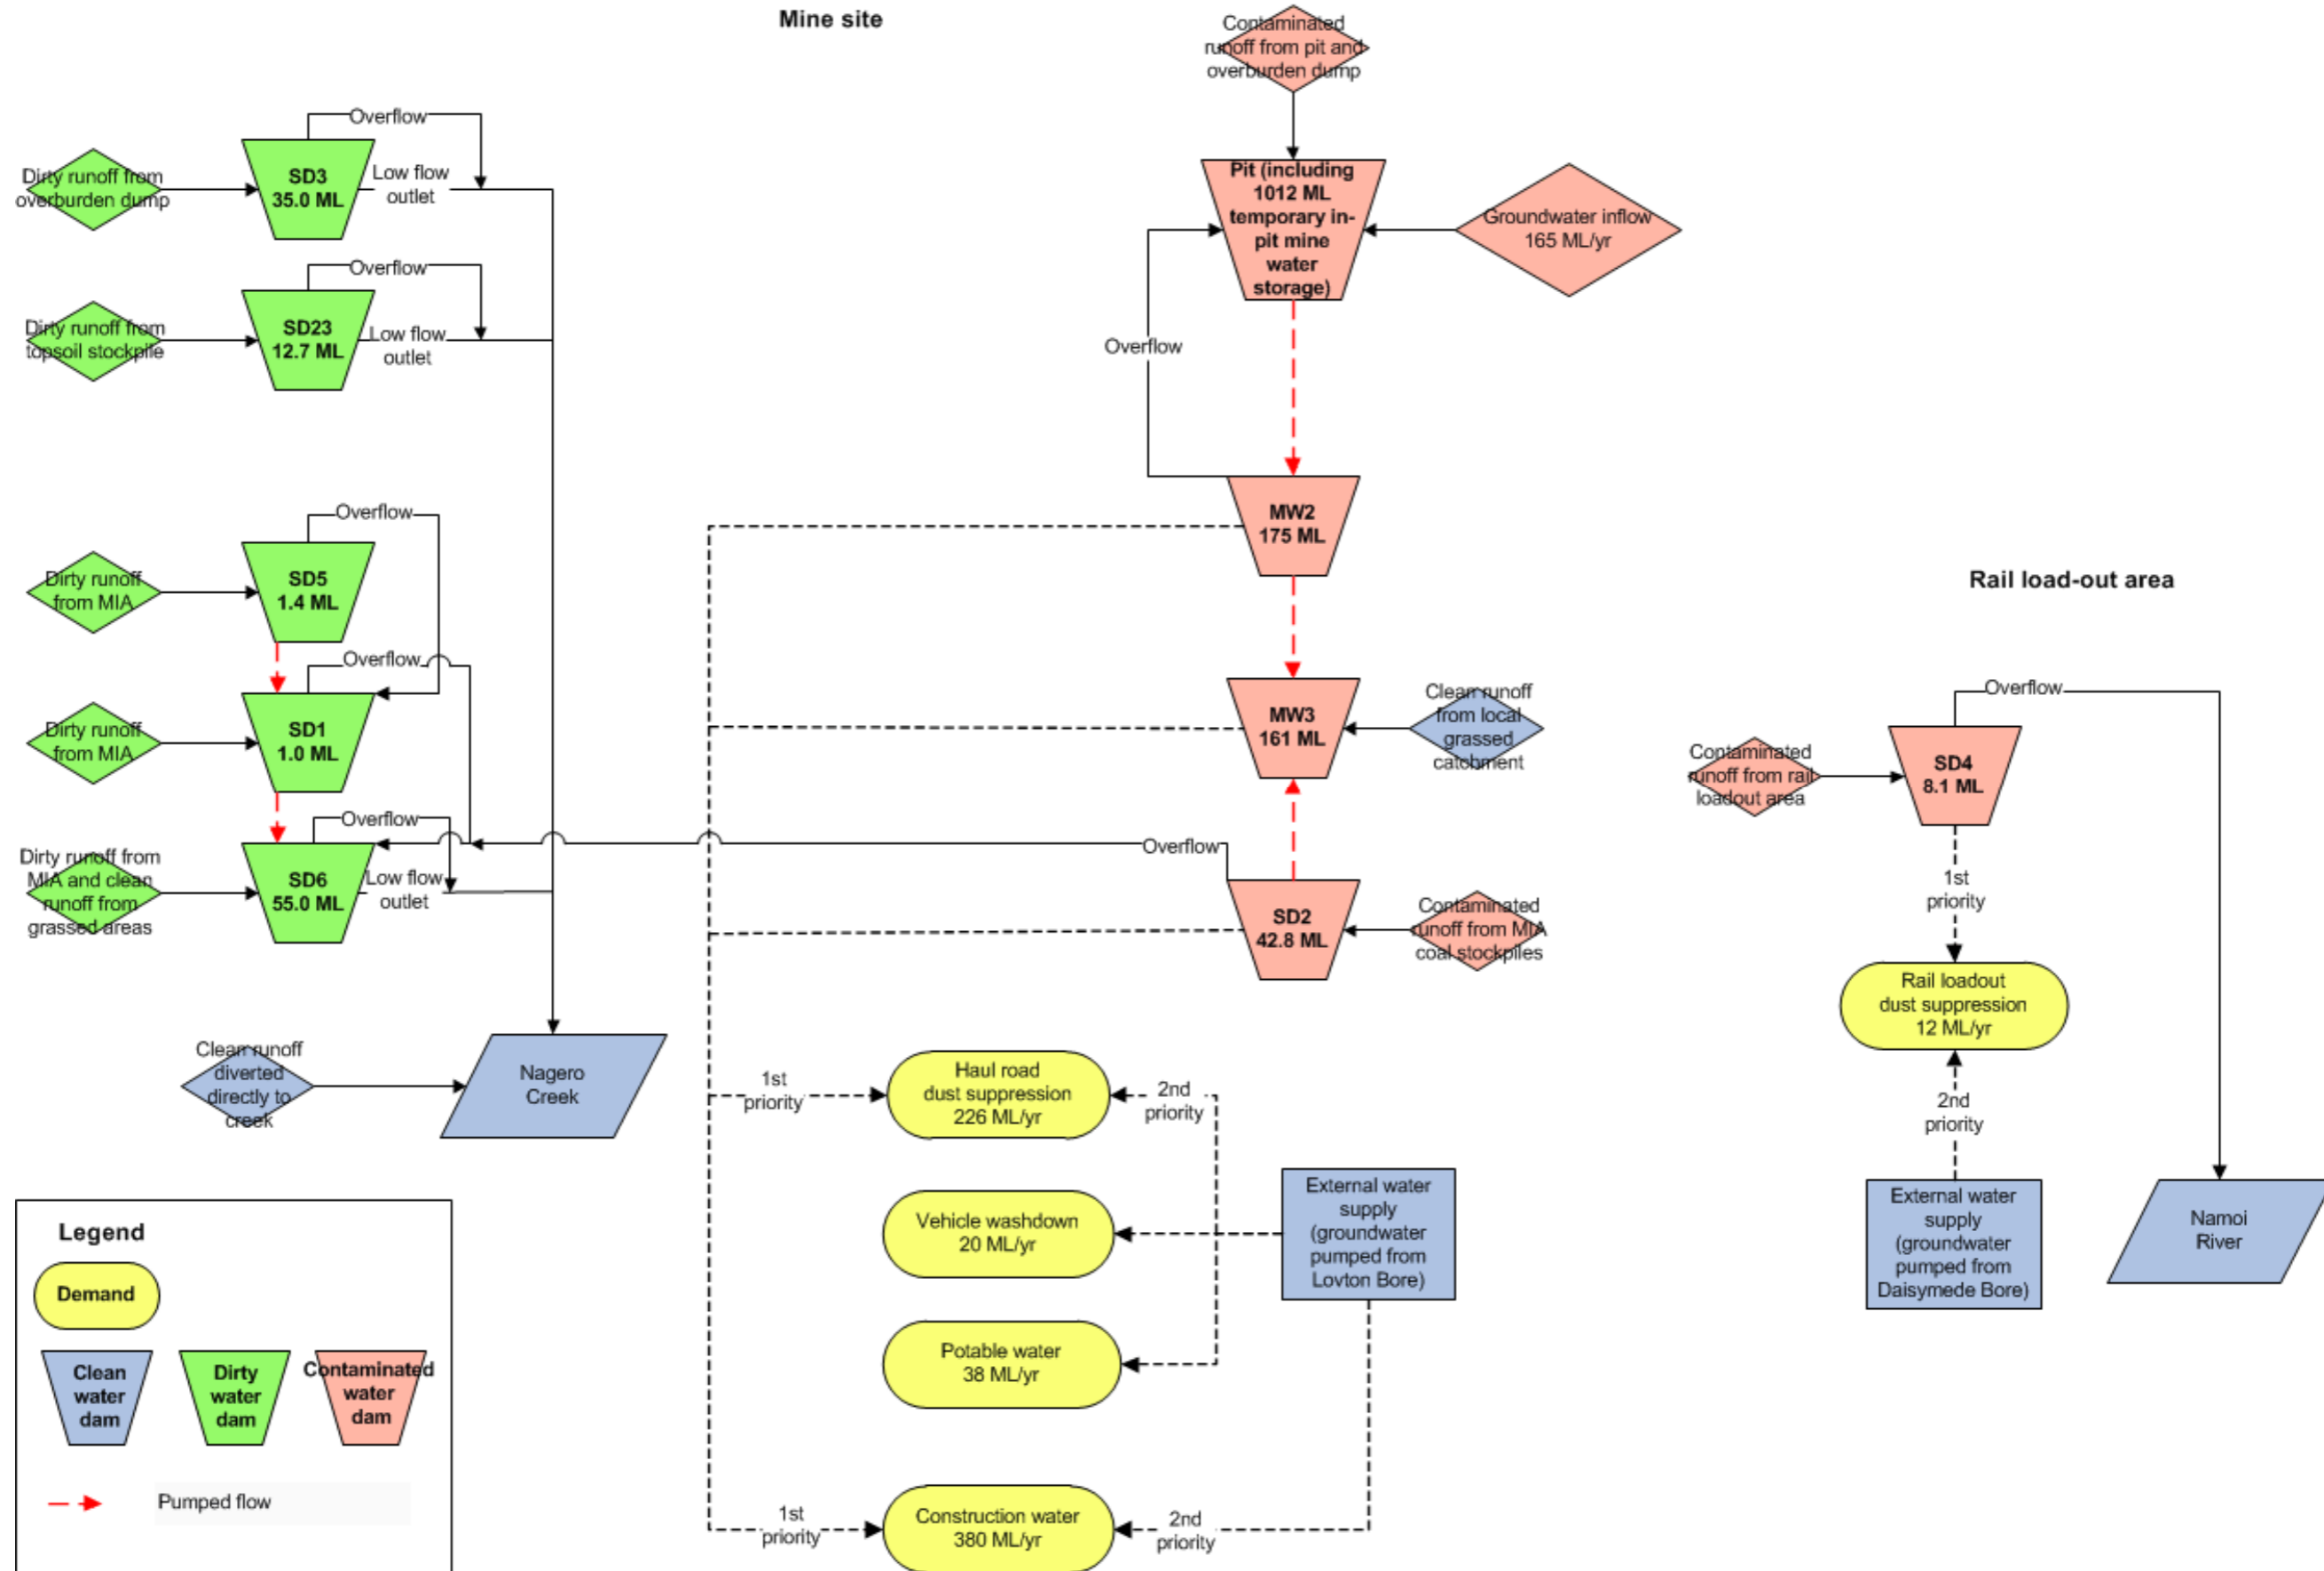 Mine site
Contaminated
runoff from pit and
overburden dump
Overflow
Dirty runoff from
overburden dump
SD3
35.0 ML
Low flow
outlet
Pit (including
1012 ML
temporary in-
pit mine
water
storage)
Groundwater inflow
165 ML/yr
Overflow
Dirty runoff from
topsoil stockpile
SD23
12.7 ML
Low flow
outlet
Overflow
Overflow
Dirty runoff
from MIA
SD5
1.4 ML
MW2
175 ML
Rail load-out area
Overflow
Dirty runoff
from MIA
SD1
1.0 ML
MW3
161 ML
Clean runoff
from local
grassed
catchment
Overflow
Contaminated
runoff from rail
loadout area
SD4
8.1 ML
Overflow
Dirty runoff from
MIA and clean
runoff from
grassed areas
SD6
55.0 ML
Low flow
outlet
Overflow
SD2
42.8 ML
Contaminated
runoff from MIA
coal stockpiles
1st
priority
Rail loadout
dust suppression
12 ML/yr
Clean runoff
diverted
directly to
creek
Nagero
Creek
1st
priority
Haul road
dust suppression
226 ML/yr
2nd
priority
2nd
priority
Vehicle washdown
20 ML/yr
External water
supply
(groundwater
pumped from
Lovton Bore)
External water
supply
(groundwater
pumped from
Daisymede Bore)
Namoi
River
Potable water
38 ML/yr
1st
priority
Construction water
380 ML/yr
2nd
priority
Legend
Demand
Clean
water
dam
Dirty
water
dam
Contaminated
water
dam
Pumped flow